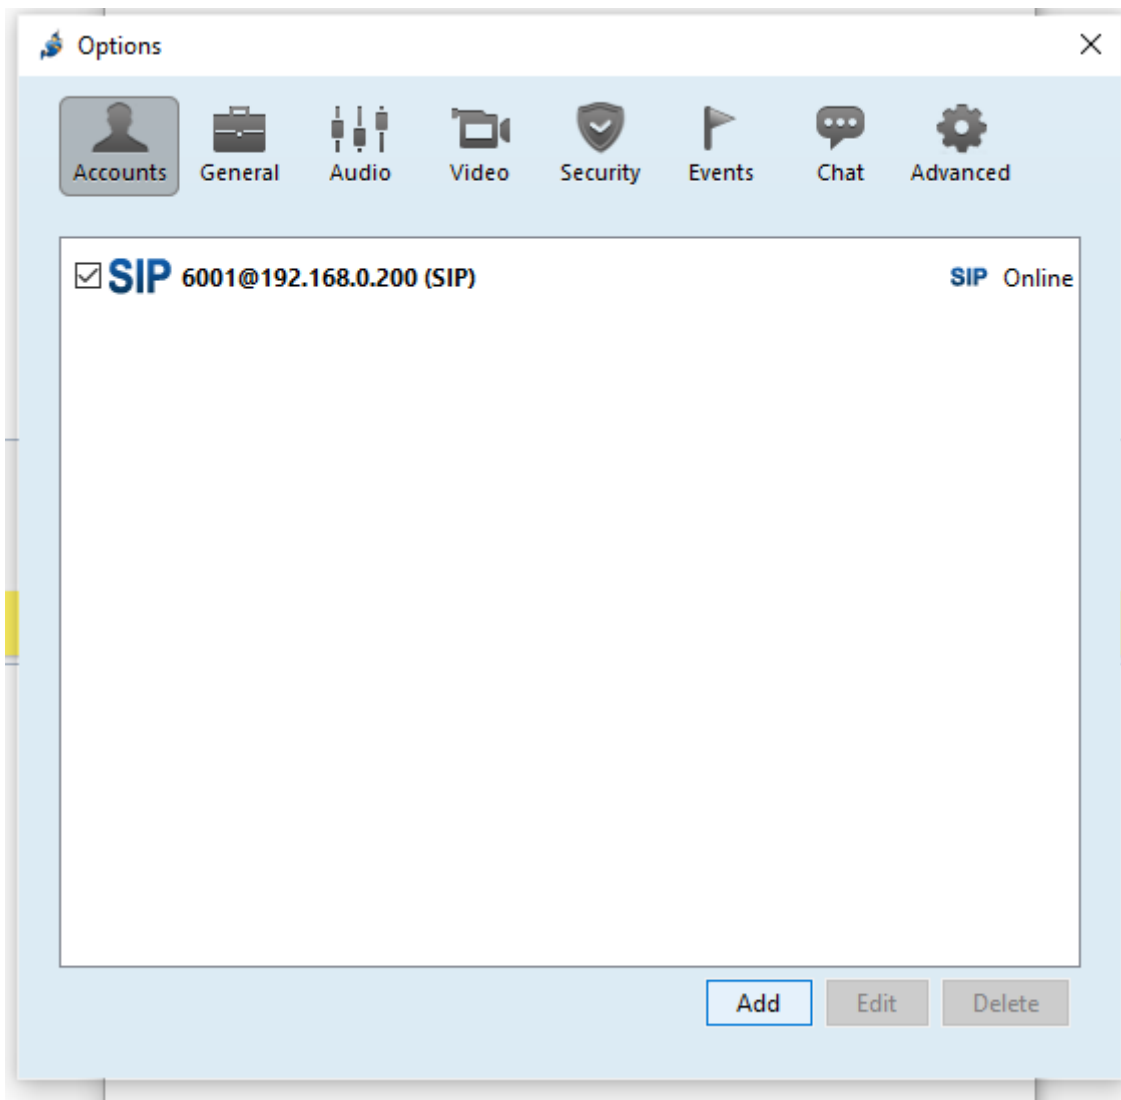 Options
Accounts General Audio Video Security Events Chat Advanced
SIP 6001@192.168.0.200 (SIP) SIP Online
Add Edit Delete